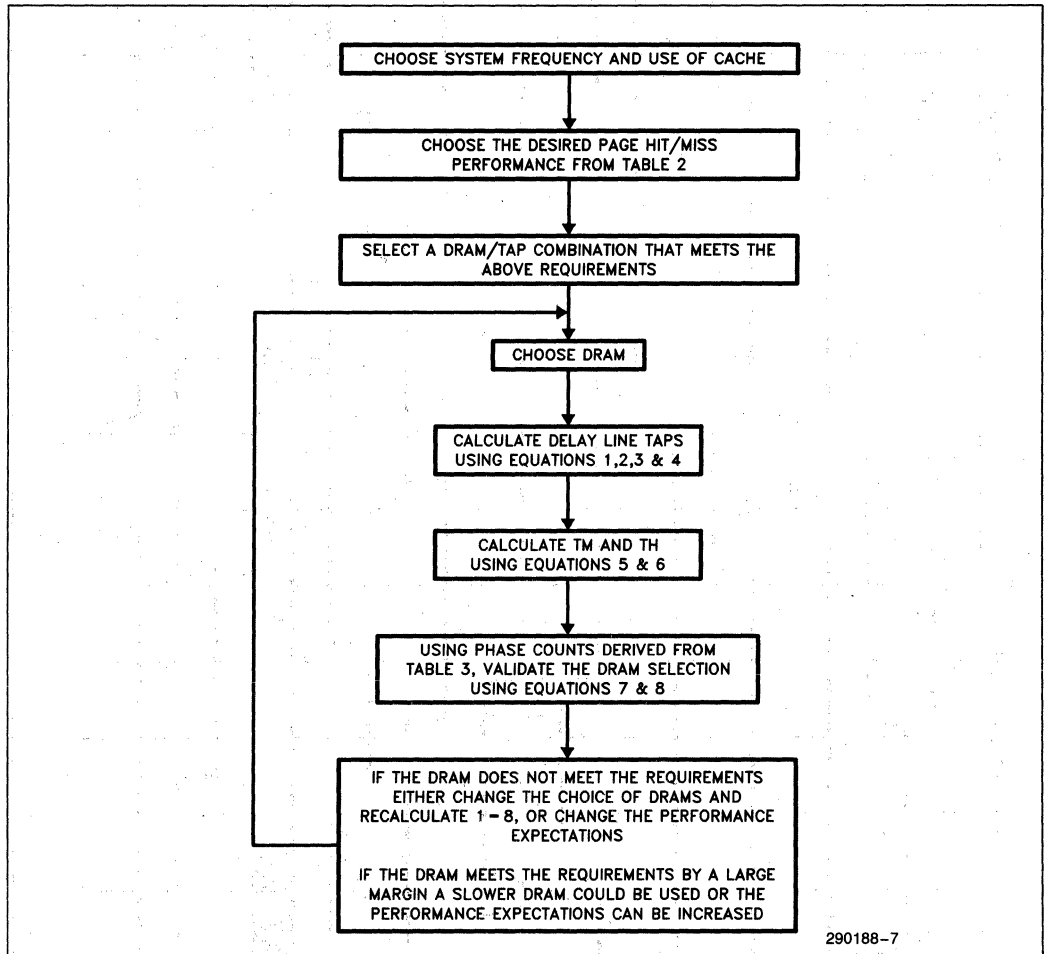 CHOOSE SYSTEM FREQUENCY AND USE OF CACHE
CHOOSE THE DESIRED PAGE HIT/MISS
PERFORMANCE FROM TABLE 2
SELECT A DRAM/TAP COMBINATION THAT MEETS THE
ABOVE REQUIREMENTS
CHOOSE DRAM
CALCULATE DELAY LINE TAPS
USING EQUATIONS 1,2,3 & 4
CALCULATE TM AND TH
USING EQUATIONS 5 & 6
USING PHASE COUNTS DERIVED FROM
TABLE 3, VALIDATE THE DRAM SELECTION
USING EQUATIONS 7 & 8
IF THE DRAM DOES NOT MEET THE REQUIREMENTS
EITHER CHANGE THE CHOICE OF DRAMS AND
RECALCULATE 1-8, OR CHANGE THE PERFORMANCE
EXPECTATIONS
IF THE DRAM MEETS THE REQUIREMENTS BY A LARGE
MARGIN A SLOWER DRAM COULD BE USED OR THE
PERFORMANCE EXPECTATIONS CAN BE INCREASED
290188-7